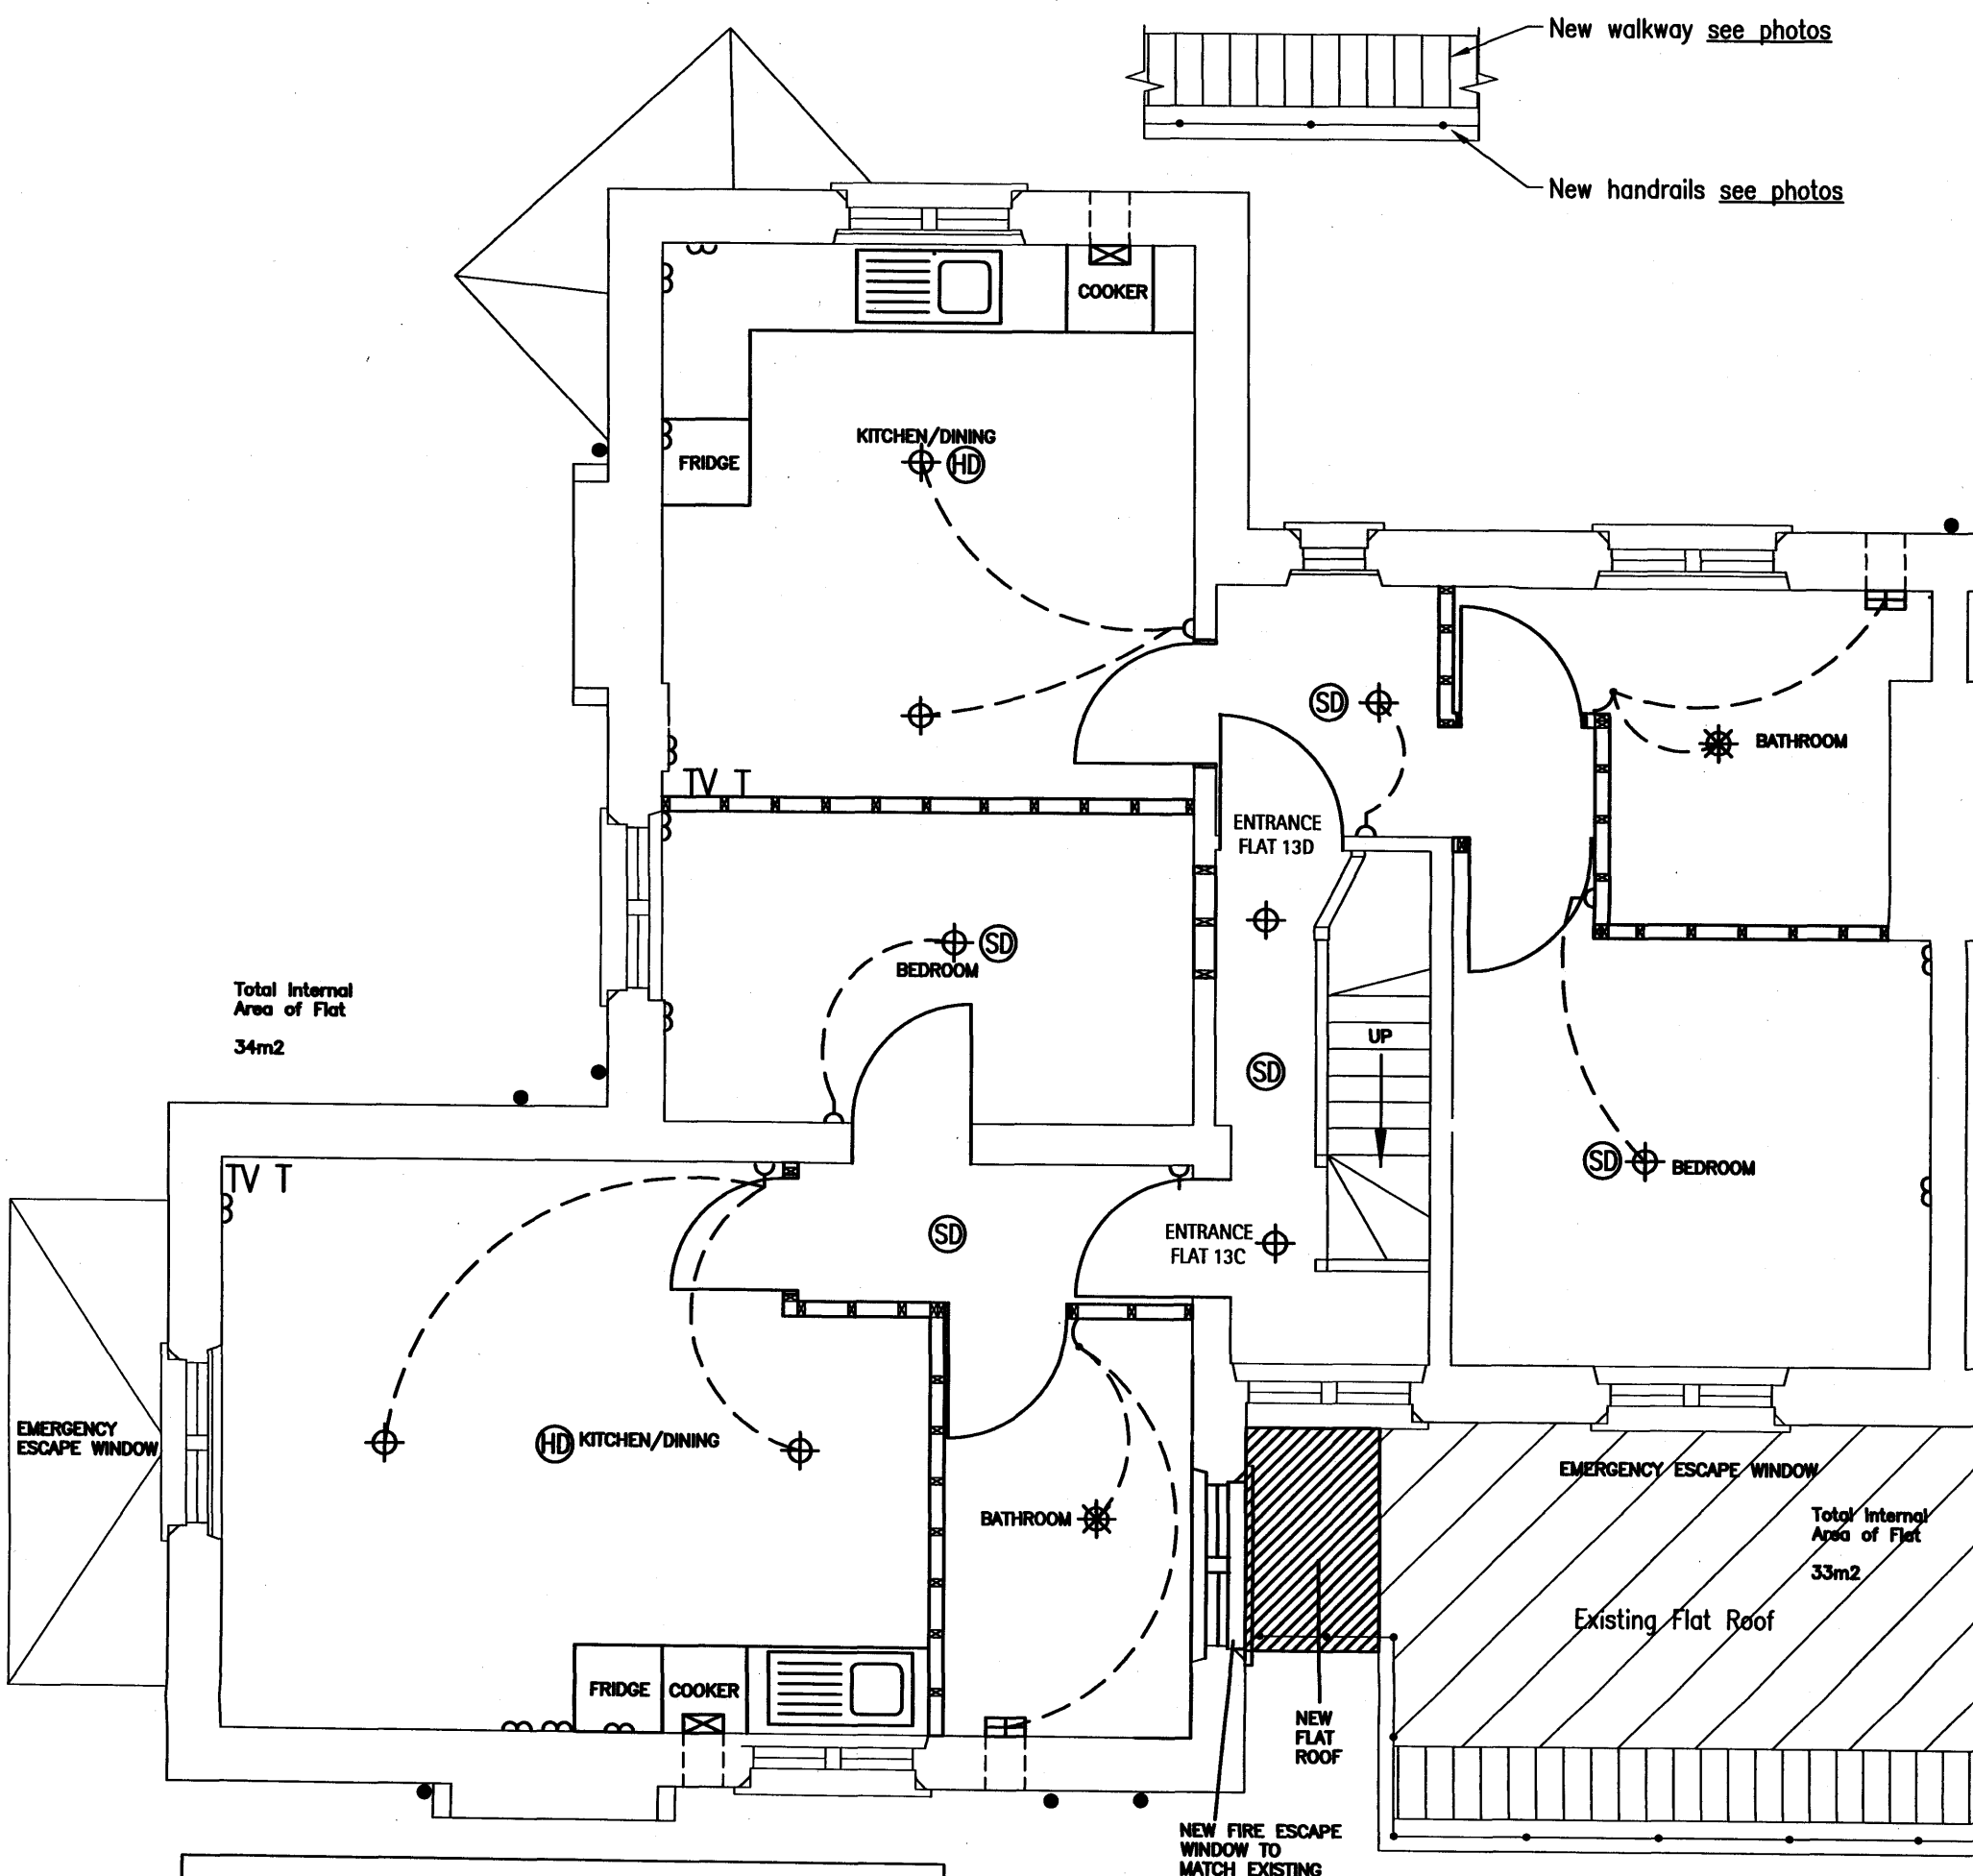 New walkway see photos
New handrails see photos
COOKER
KITCHEN/DINING
HD
FRIDGE
SD
BATHROOM
TV T
ENTRANCE
FLAT 13D
SD
BEDROOM
Total Internal
Area of Flat
34m2
UP
SD
SD
BEDROOM
TV T
SD
ENTRANCE
FLAT 13C
EMERGENCY
ESCAPE WINDOW
HD
KITCHEN/DINING
BATHROOM
EMERGENCY ESCAPE WINDOW
Total Internal
Area of Flat
33m2
Existing Flat Roof
FRIDGE
COOKER
NEW
FLAT
ROOF
NEW FIRE ESCAPE
WINDOW TO
MATCH EXISTING